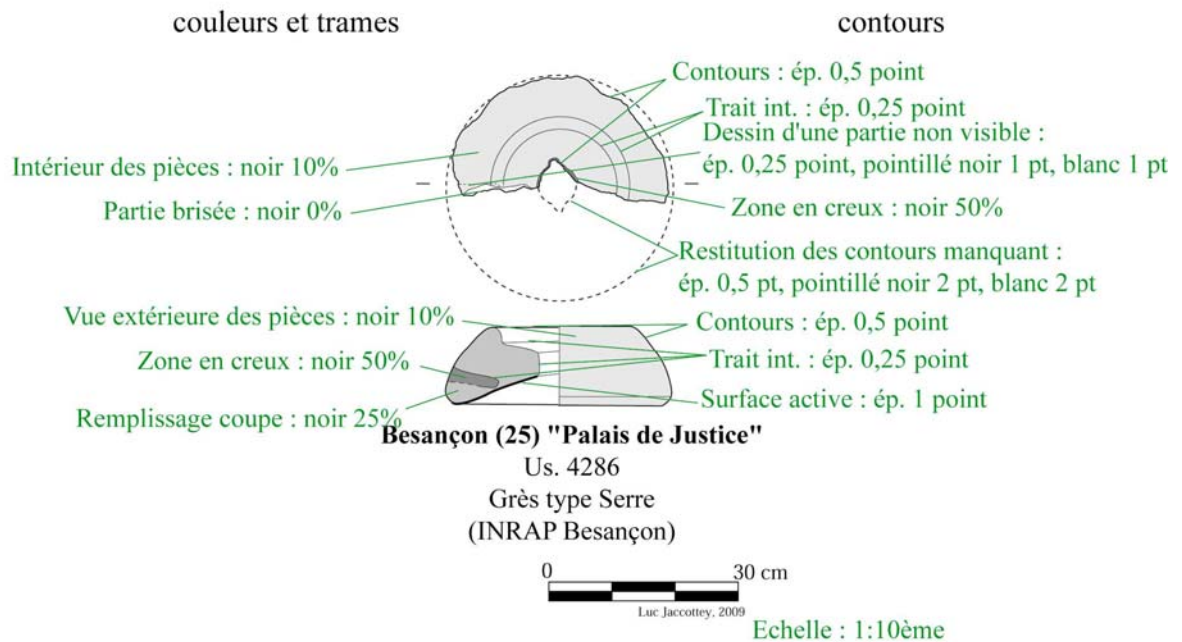 couleurs et trames
contours
Contours : ép. 0,5 point
Trait int. : ép. 0,25 point
Dessin d'une partie non visible :
ép. 0,25 point, pointillé noir 1 pt, blanc 1 pt
Intérieur des pièces : noir 10%
Partie brisée : noir 0%
Zone en creux : noir 50%
Restitution des contours manquant :
ép. 0,5 pt, pointillé noir 2 pt, blanc 2 pt
Vue extérieure des pièces : noir 10%
Zone en creux : noir 50%
Remplissage coupe : noir 25%
Contours : ép. 0,5 point
Trait int. : ép. 0,25 point
Surface active : ép. 1 point
Besançon (25) "Palais de Justice"
Us. 4286
Grès type Serre
(INRAP Besançon)
0 30 cm
Luc Jaccottey, 2009
Echelle : 1:10ème